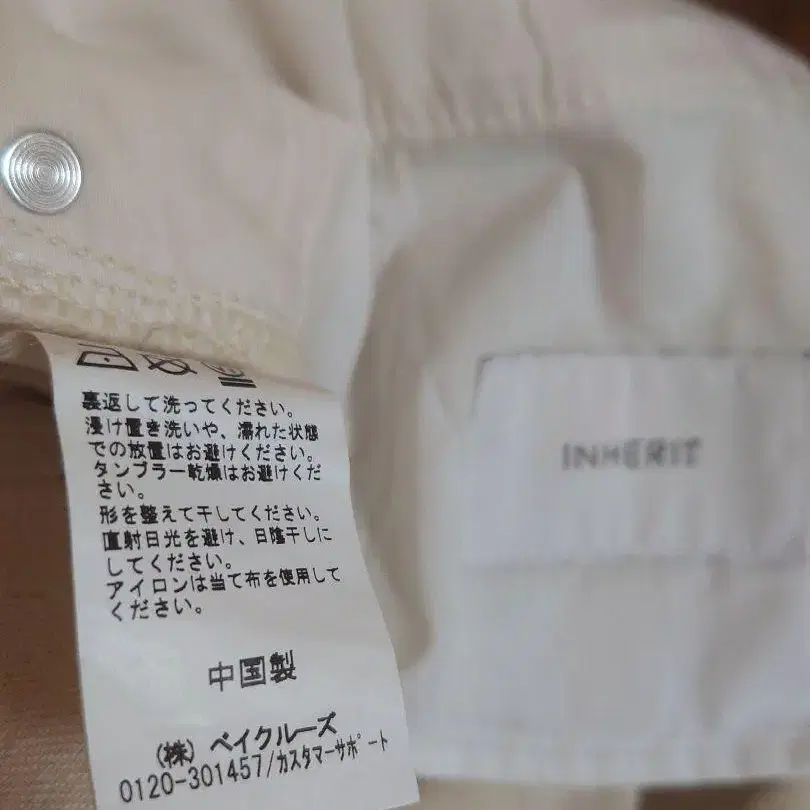 裏返して洗ってください。
浸け置き洗いや、濡れた状態
での放置はお避けください。
タンブラー乾燥はお避けくだ
さい。
形を整えて干してください。
直射日光を避け、日陰干しに
してください。
アイロンは当て布を使用して
ください。
中国製
(株) ベイクルーズ
0120-301457/カスタマーサポート
INHERIT